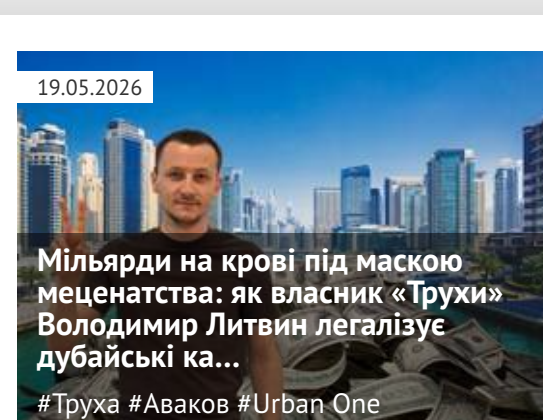 19.05.2026
Мільярди на крові під маскою
меценатства: як власник «Трухи»
Володимир Литвин легалізує
дубайські ка...
#Труха #Аваков #Urban One